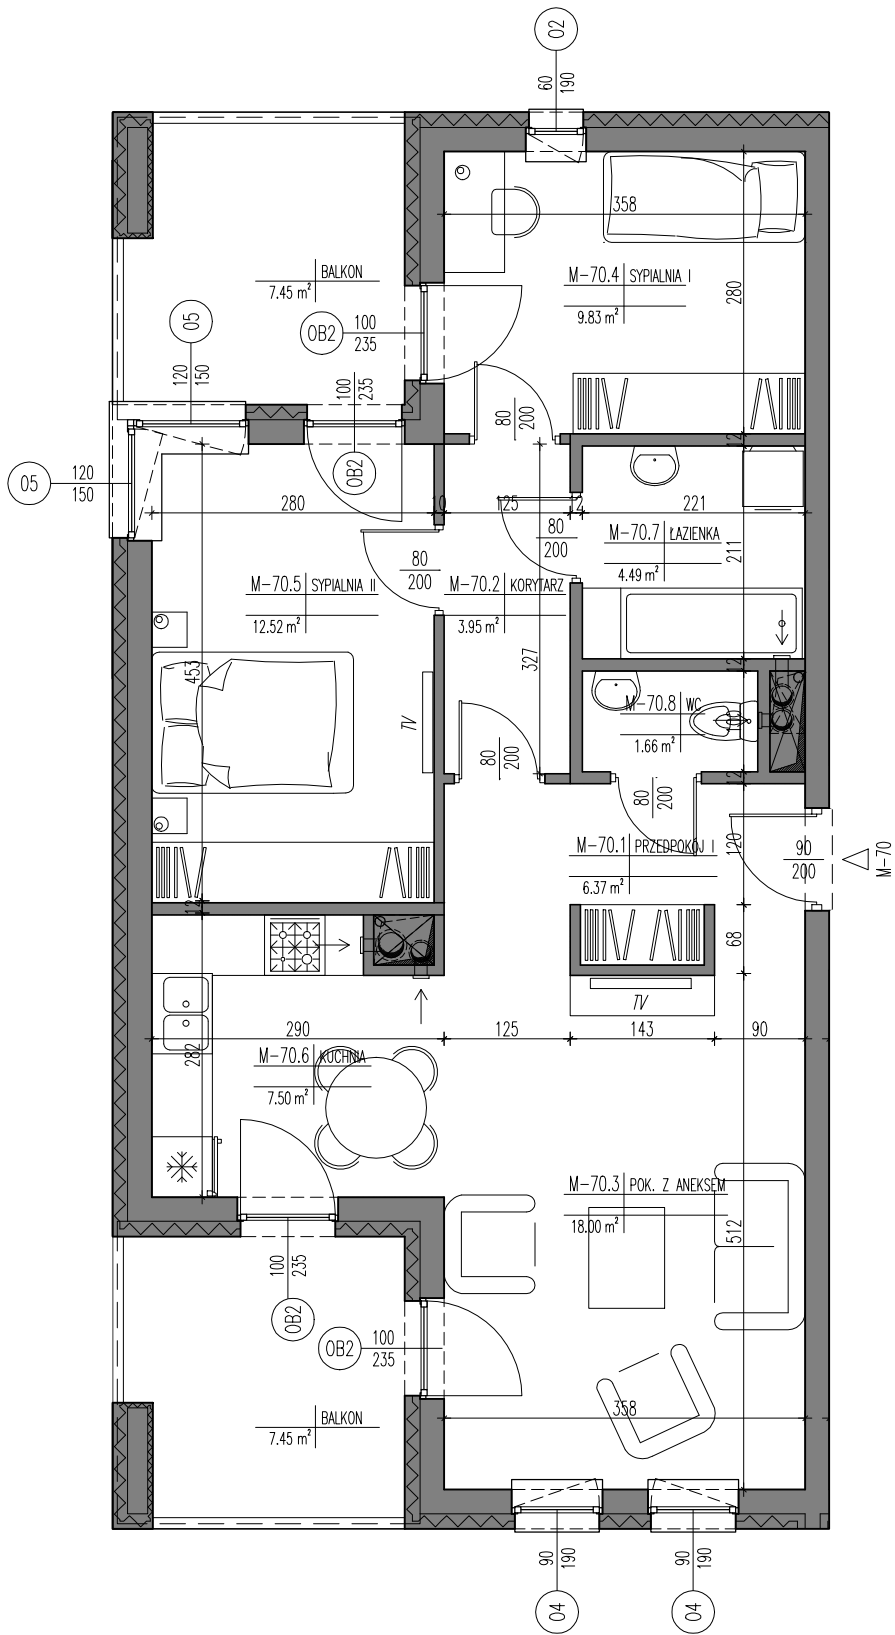 02
60
190
358
BALKON
7.45 m²
M-70.4 SYPIALNIA I
9.83 m²
280
05
120
150
OB2
100
235
100
235
OB2
80
200
12
05
120
150
280
10
125
12
221
80
200
M-70.7 ŁAZIENKA
4.49 m²
211
80
200
M-70.5 SYPIALNIA II
12.52 m²
M-70.2 KORYTARZ
3.95 m²
453
327
12
TV
M-70.8 WC
1.66 m²
80
200
80
200
12
M-70.1 PRZEDPOKÓJ I
6.37 m²
120
90
200
M-70
12
68
TV
290
125
143
90
282
M-70.6 KUCHNIA
7.50 m²
M-70.3 POK. Z ANEKSEM
18.00 m²
512
100
235
OB2
OB2
100
235
BALKON
7.45 m²
358
90
190
90
190
04
04